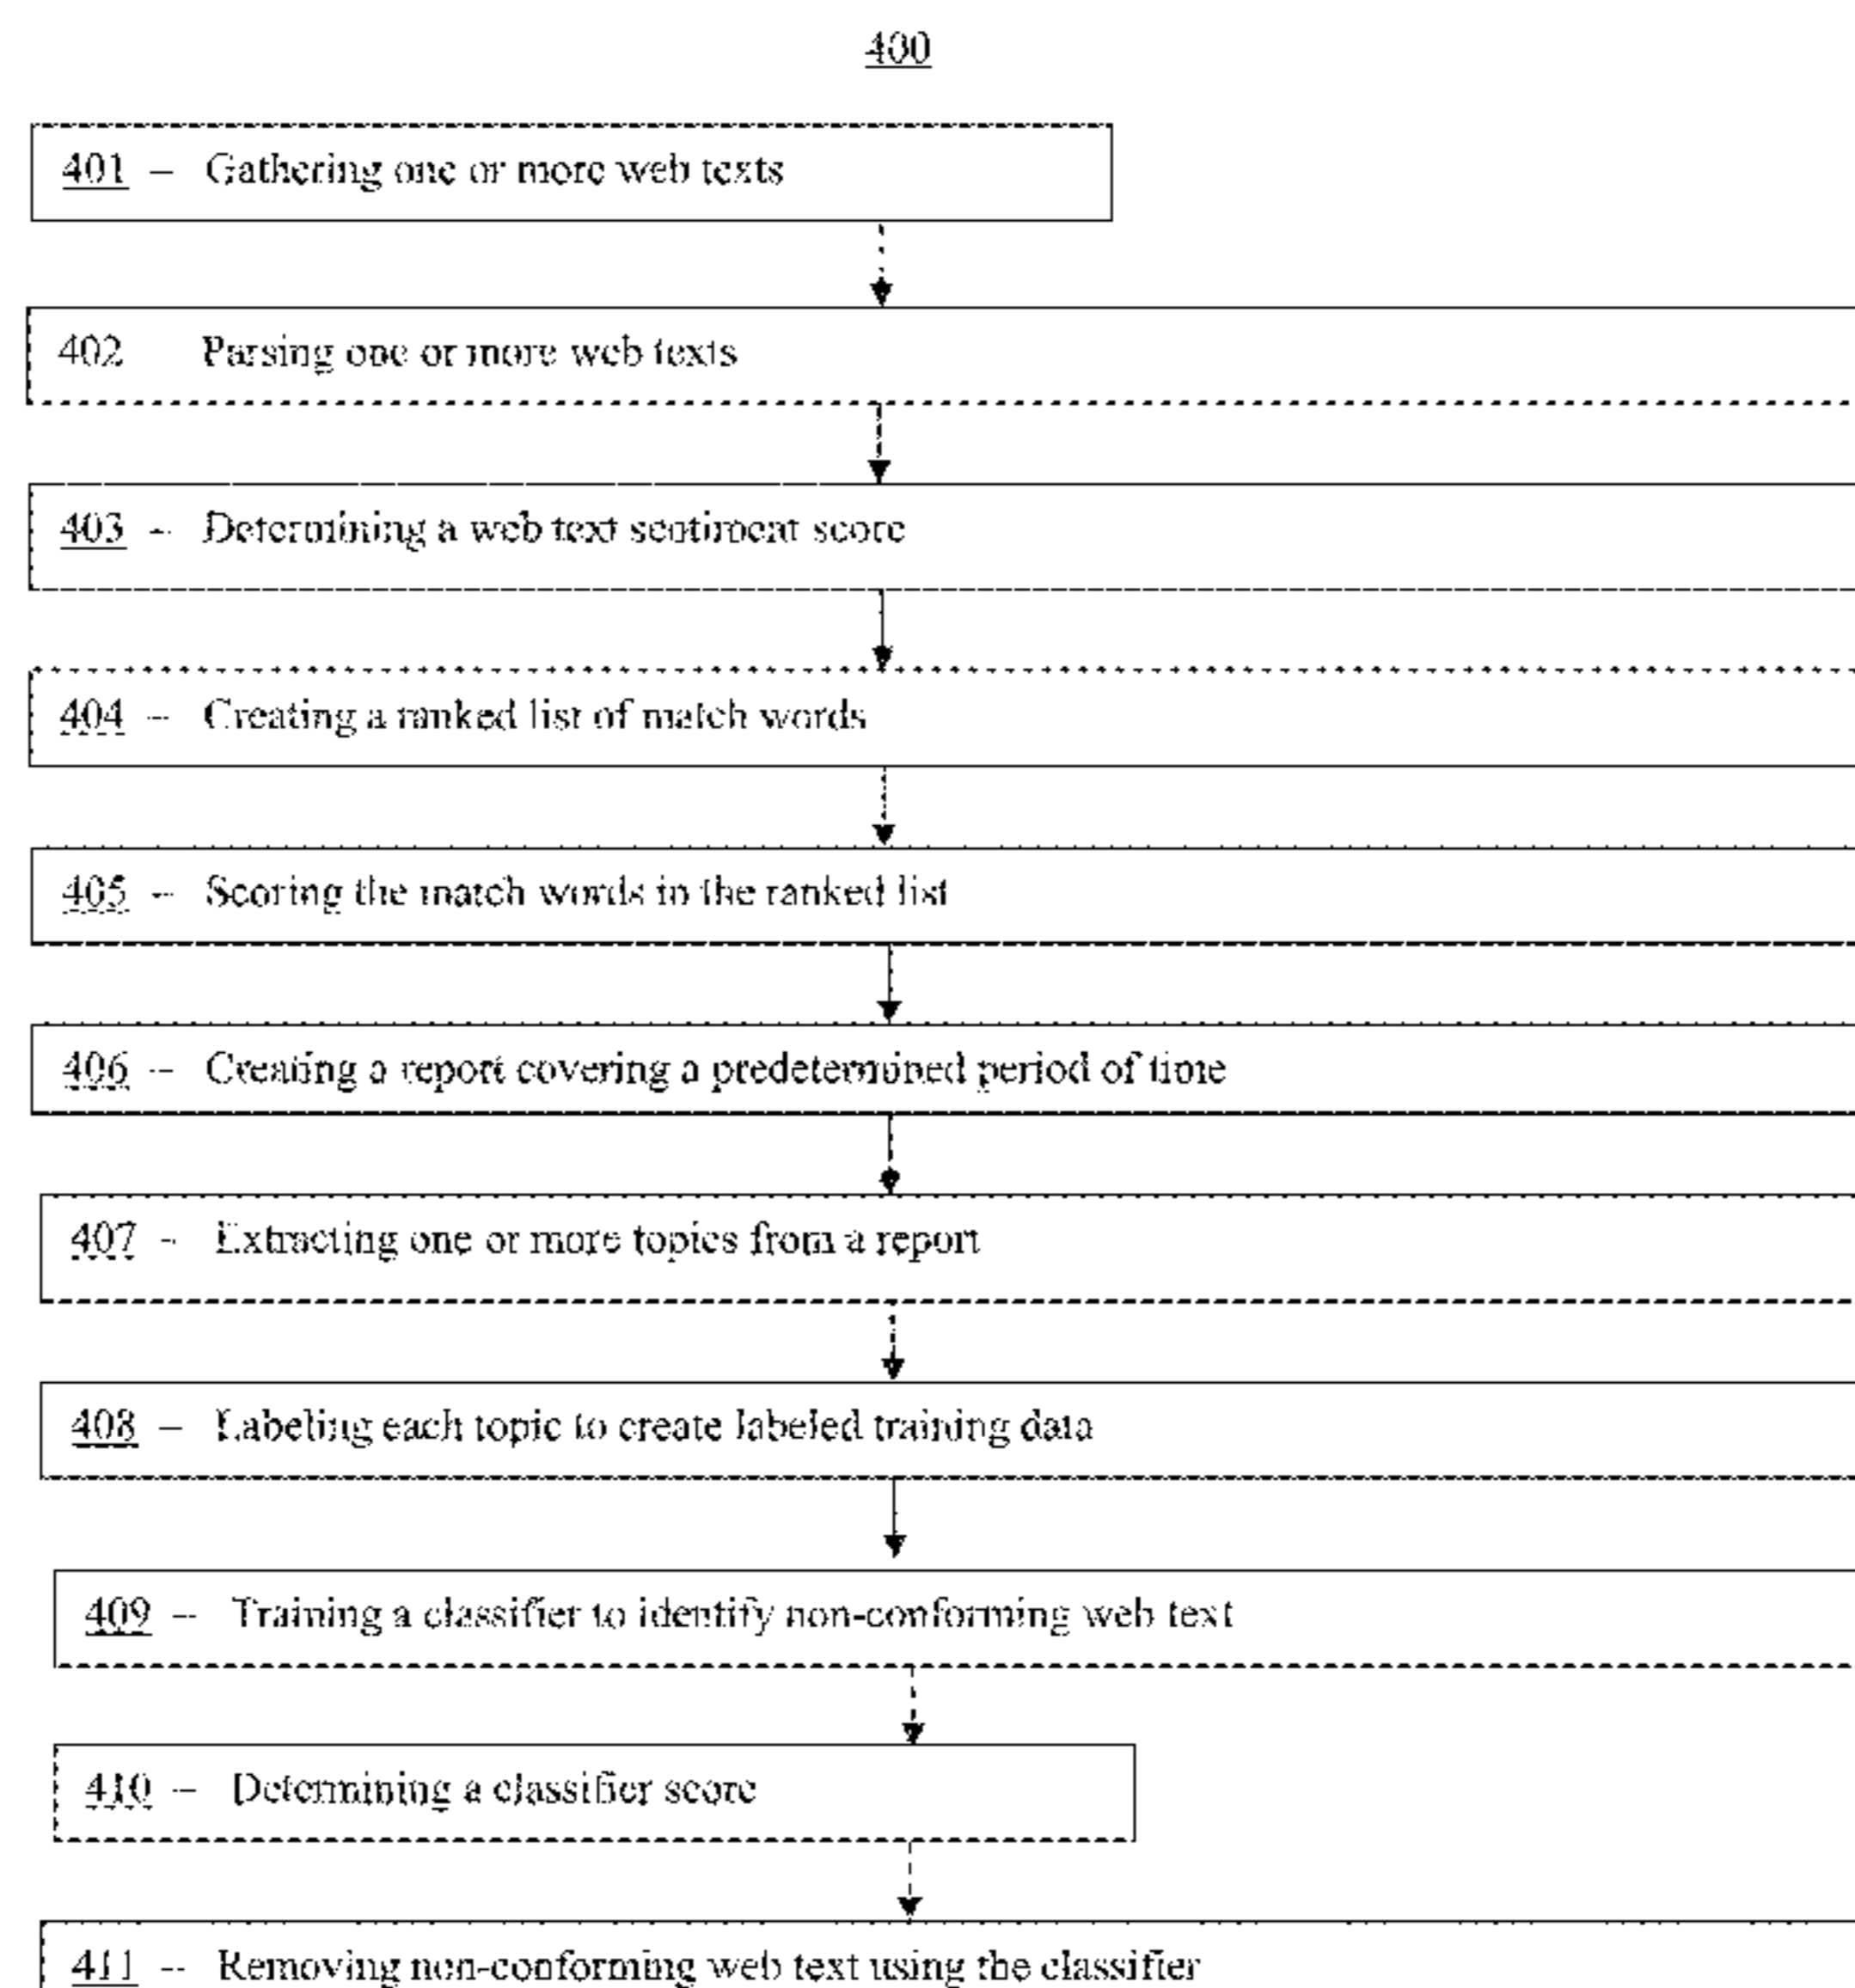 400
401 – Gathering one or more web texts
402 Parsing one or more web texts
403 – Determining a web text sentiment score
404 – Creating a ranked list of match words
405 – Scoring the match words in the ranked list
406 – Creating a report covering a predetermined period of time
407 - Extracting one or more topics from a report
408 – Labeling each topic to create labeled training data
409 – Training a classifier to identify non-conforming web text
410 – Determining a classifier score
411 – Removing non-conforming web text using the classifier